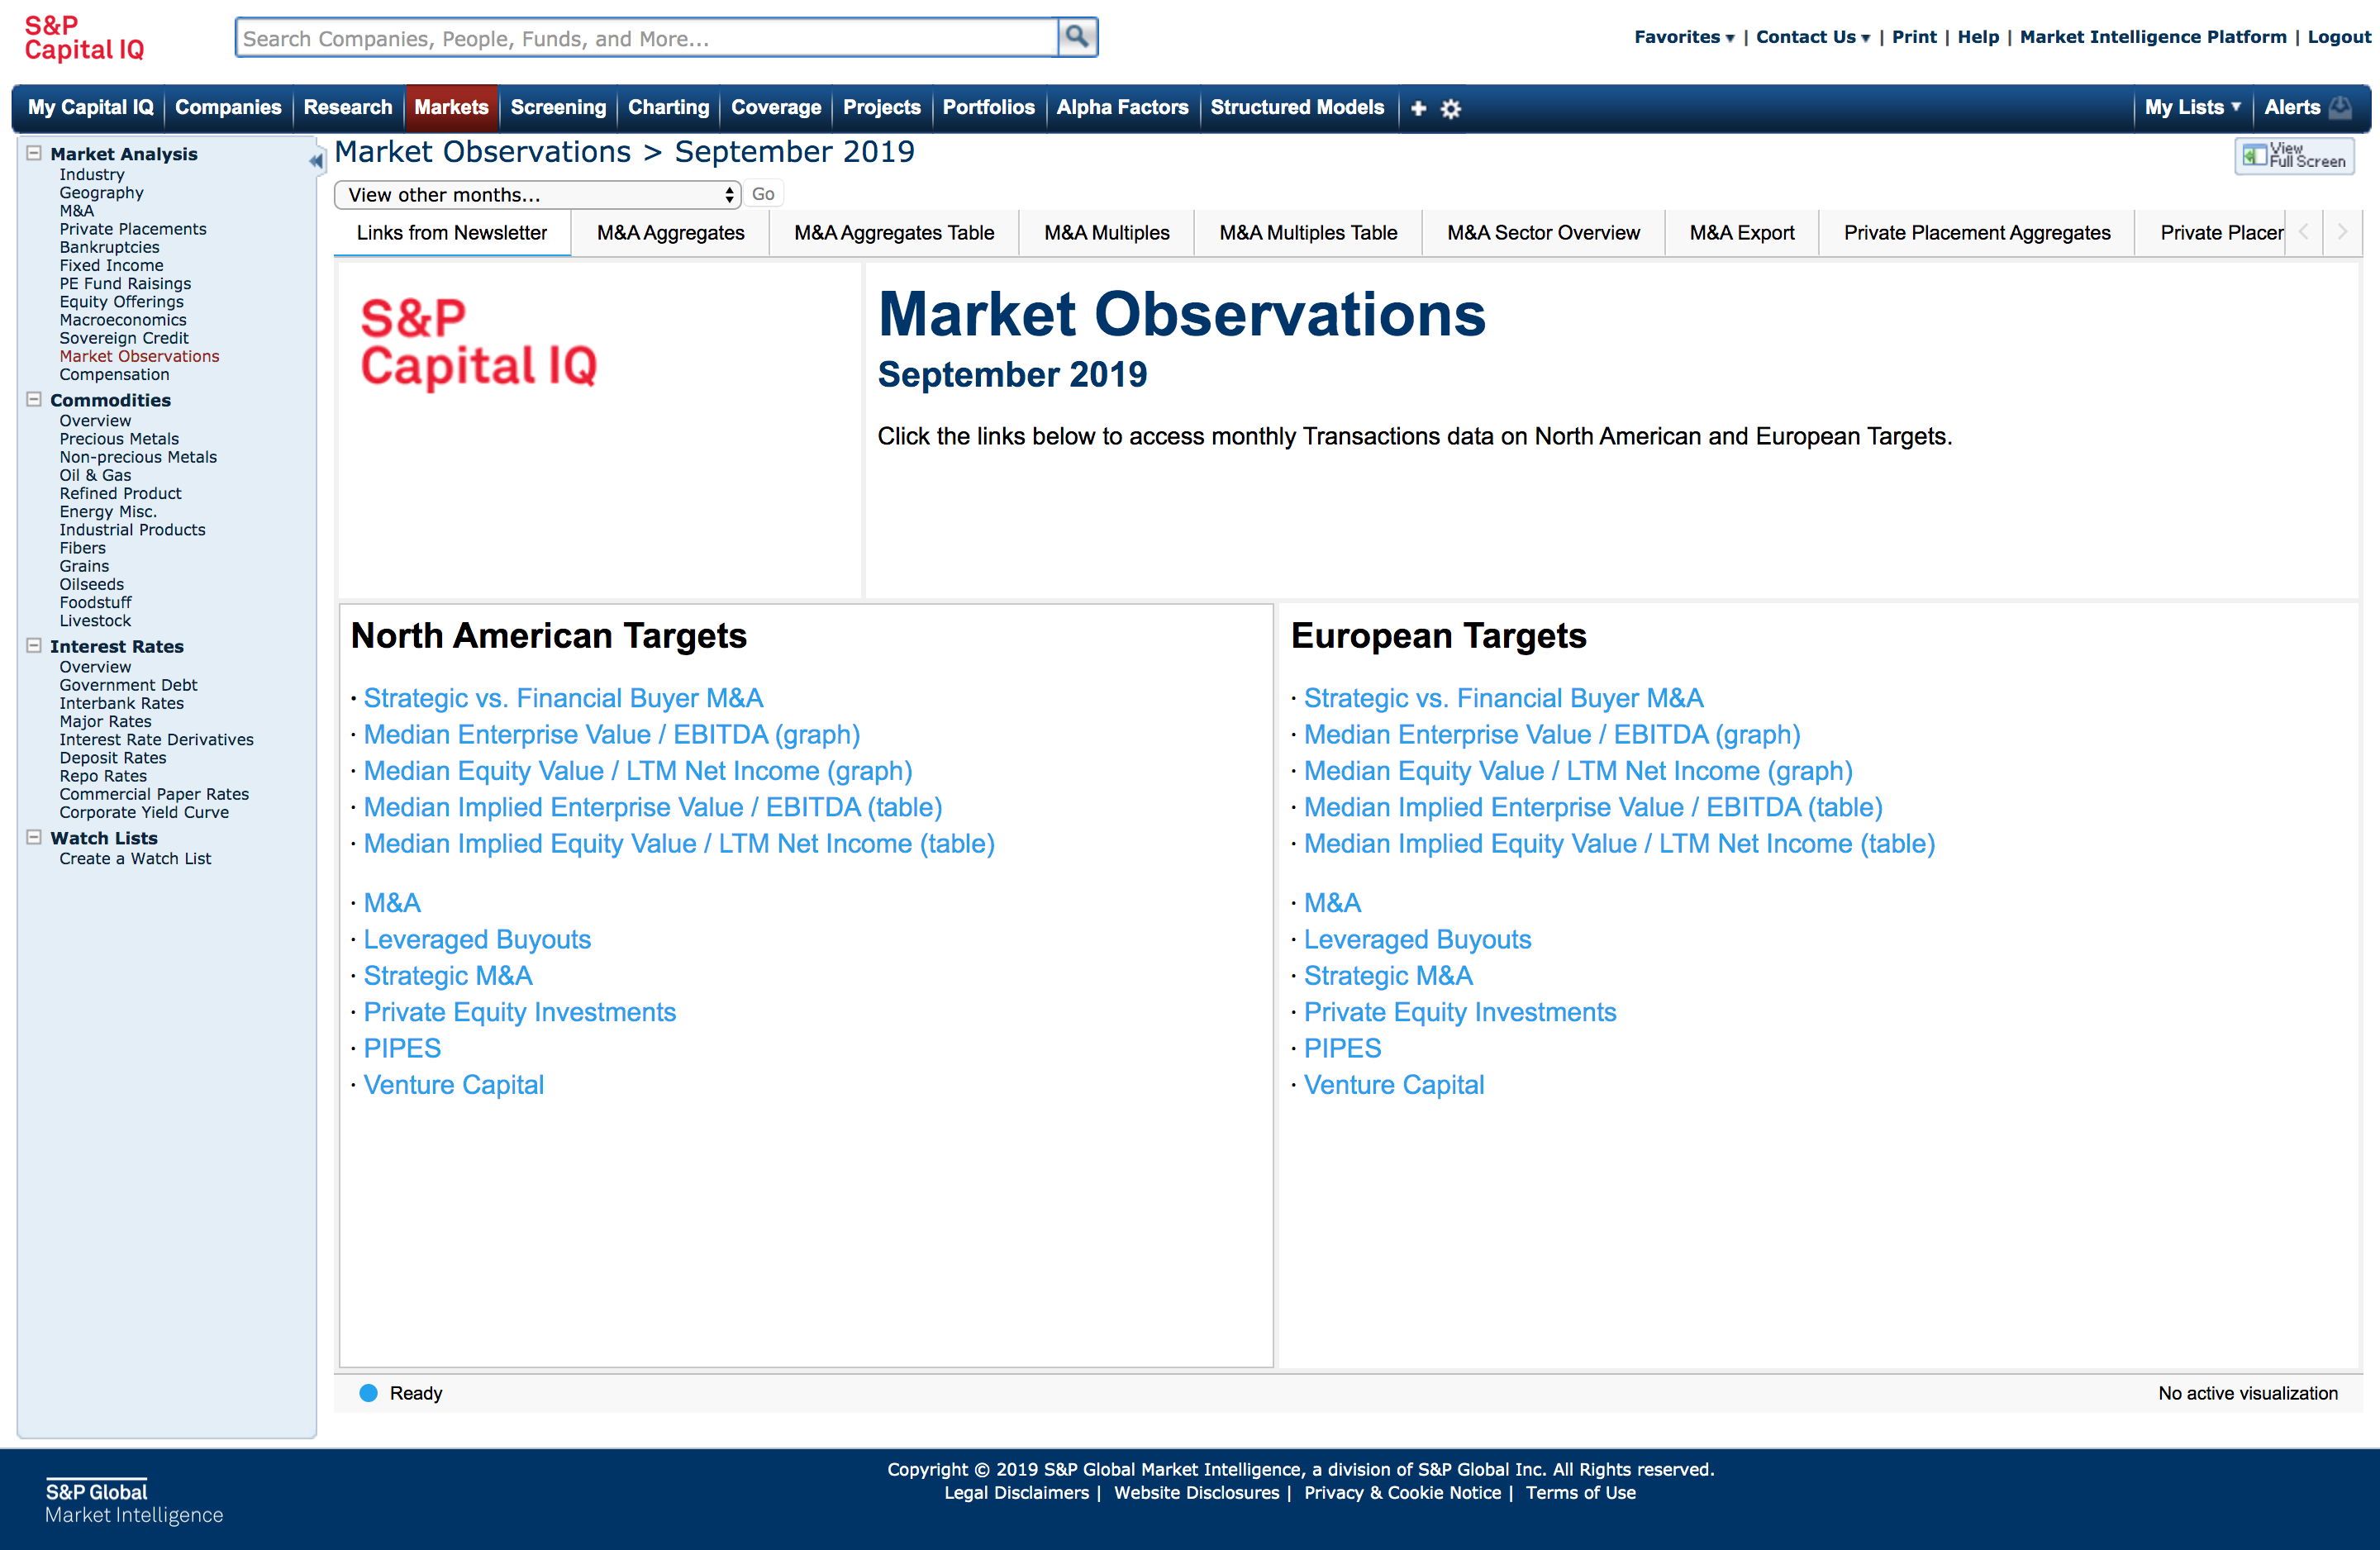 S&P
Capital IQ
Search Companies, People, Funds, and More...
Favorites | Contact Us | Print | Help | Market Intelligence Platform | Logout
My Capital IQ Companies Research Markets Screening Charting Coverage Projects Portfolios Alpha Factors Structured Models My Lists Alerts
Market Analysis
Industry
Geography
M&A
Private Placements
Bankruptcies
Fixed Income
PE Fund Raisings
Equity Offerings
Macroeconomics
Sovereign Credit
Market Observations
Compensation
Commodities
Overview
Precious Metals
Non-precious Metals
Oil & Gas
Refined Product
Energy Misc.
Industrial Products
Fibers
Grains
Oilseeds
Foodstuff
Livestock
Interest Rates
Overview
Government Debt
Interbank Rates
Major Rates
Interest Rate Derivatives
Deposit Rates
Repo Rates
Commercial Paper Rates
Corporate Yield Curve
Watch Lists
Create a Watch List
Market Observations > September 2019
View
Full Screen
View other months... Go
Links from Newsletter M&A Aggregates M&A Aggregates Table M&A Multiples M&A Multiples Table M&A Sector Overview M&A Export Private Placement Aggregates Private Placer
S&P
Capital IQ
Market Observations
September 2019
Click the links below to access monthly Transactions data on North American and European Targets.
North American Targets
· Strategic vs. Financial Buyer M&A
· Median Enterprise Value / EBITDA (graph)
· Median Equity Value / LTM Net Income (graph)
· Median Implied Enterprise Value / EBITDA (table)
· Median Implied Equity Value / LTM Net Income (table)
· M&A
· Leveraged Buyouts
· Strategic M&A
· Private Equity Investments
· PIPES
· Venture Capital
European Targets
· Strategic vs. Financial Buyer M&A
· Median Enterprise Value / EBITDA (graph)
· Median Equity Value / LTM Net Income (graph)
· Median Implied Enterprise Value / EBITDA (table)
· Median Implied Equity Value / LTM Net Income (table)
· M&A
· Leveraged Buyouts
· Strategic M&A
· Private Equity Investments
· PIPES
· Venture Capital
Ready
No active visualization
S&P Global
Market Intelligence
Copyright © 2019 S&P Global Market Intelligence, a division of S&P Global Inc. All Rights reserved.
Legal Disclaimers | Website Disclosures | Privacy & Cookie Notice | Terms of Use